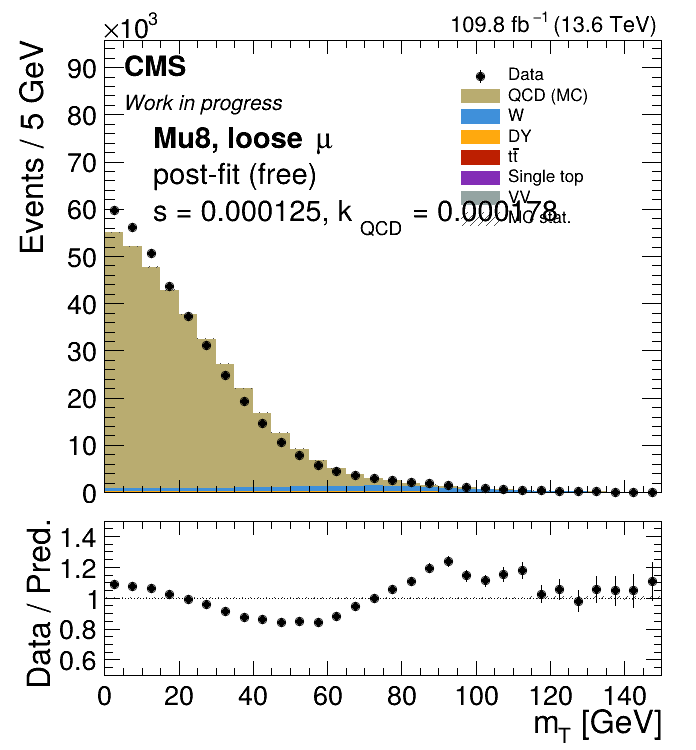 ×10³
109.8 fb⁻¹ (13.6 TeV)
Events / 5 GeV
CMS
Work in progress
Mu8, loose μ
post-fit (free)
s = 0.000125, k QCD = 0.000178
Data
QCD (MC)
W
DY
tt̄
Single top
VV
MC stat.
90
80
70
60
50
40
30
20
10
0
Data / Pred.
1.4
1.2
1
0.8
0.6
0 20 40 60 80 100 120 140
m_T [GeV]